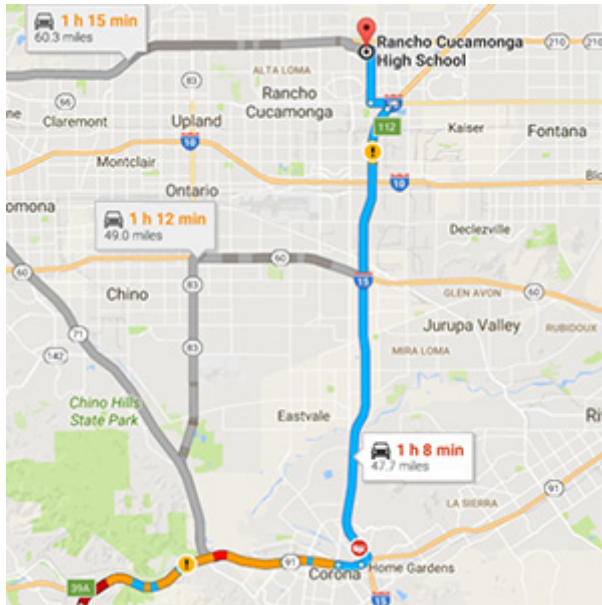 1 h 15 min
60.3 miles
Rancho Cucamonga
High School
210
210
ALTA LOMA
83
66
Claremont
Upland
Rancho
Cucamonga
112
Kaiser
Fontana
10
Montclair
10
Ontario
1 h 12 min
49.0 miles
Declezville
60
60
83
Chino
15
60
GLEN AVON
Jurupa Valley
RUBIDOUX
71
83
MIRA LOMA
142
Chino Hills
State Park
Eastvale
1 h 8 min
47.7 miles
91
LA SIERRA
91
Corona
Home Gardens
39A
15